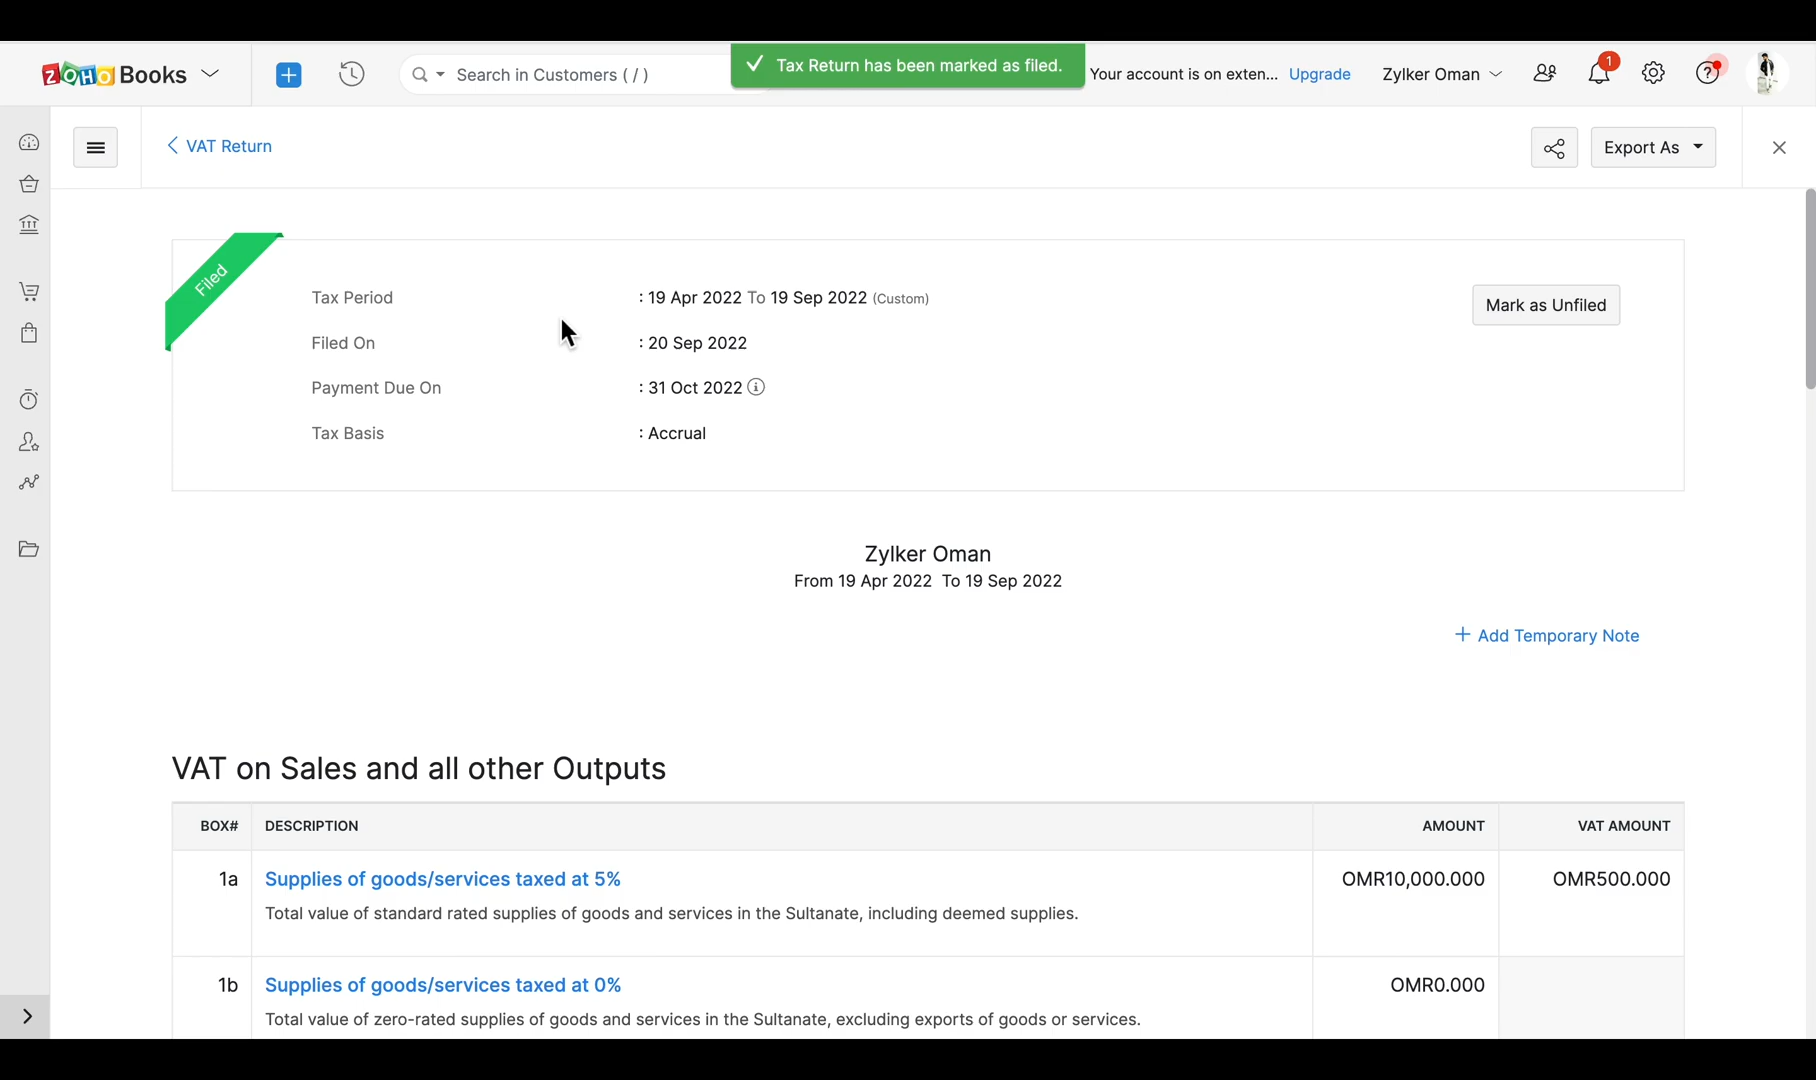 ZOHO Books
Search in Customers ( / )
Tax Return has been marked as filed.
Your account is on exten... Upgrade
Zylker Oman
1
VAT Return
Export As
Filed
Tax Period : 19 Apr 2022 To 19 Sep 2022 (Custom)
Mark as Unfiled
Filed On : 20 Sep 2022
Payment Due On : 31 Oct 2022
Tax Basis : Accrual
Zylker Oman
From 19 Apr 2022 To 19 Sep 2022
+ Add Temporary Note
VAT on Sales and all other Outputs
BOX# DESCRIPTION AMOUNT VAT AMOUNT
1a Supplies of goods/services taxed at 5% OMR10,000.000 OMR500.000
Total value of standard rated supplies of goods and services in the Sultanate, including deemed supplies.
1b Supplies of goods/services taxed at 0% OMR0.000
Total value of zero-rated supplies of goods and services in the Sultanate, excluding exports of goods or services.